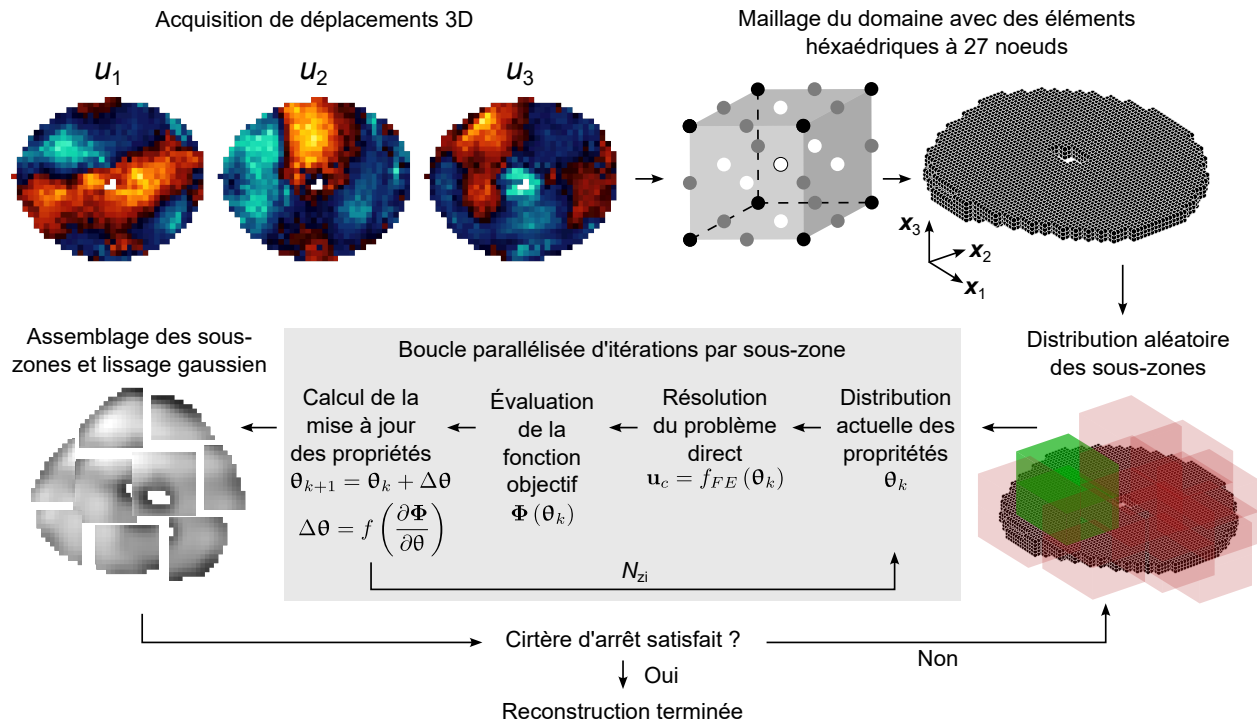 Acquisition de déplacements 3D
u1
u2
u3
Maillage du domaine avec des éléments
héxaédriques à 27 noeuds
x3
x2
x1
Distribution aléatoire
des sous-zones
Boucle parallélisée d'itérations par sous-zone
Distribution
actuelle des
propritétés
θk
Résolution
du problème
direct
uc = fFE (θk)
Évaluation
de la
fonction
objectif
Φ (θk)
Calcul de la
mise à jour
des propriétés
θk+1 = θk + Δθ
Δθ = f (∂Φ/∂θ)
Nzi
Assemblage des sous-
zones et lissage gaussien
Cirtère d'arrêt satisfait ?
Non
Oui
Reconstruction terminée